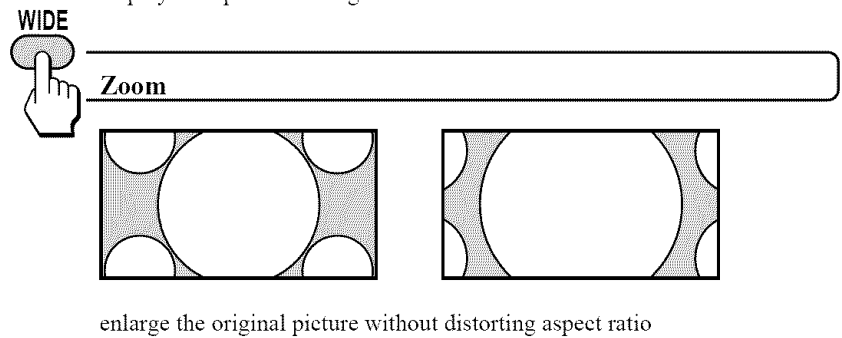 WIDE
Zoom
enlarge the original picture without distorting aspect ratio